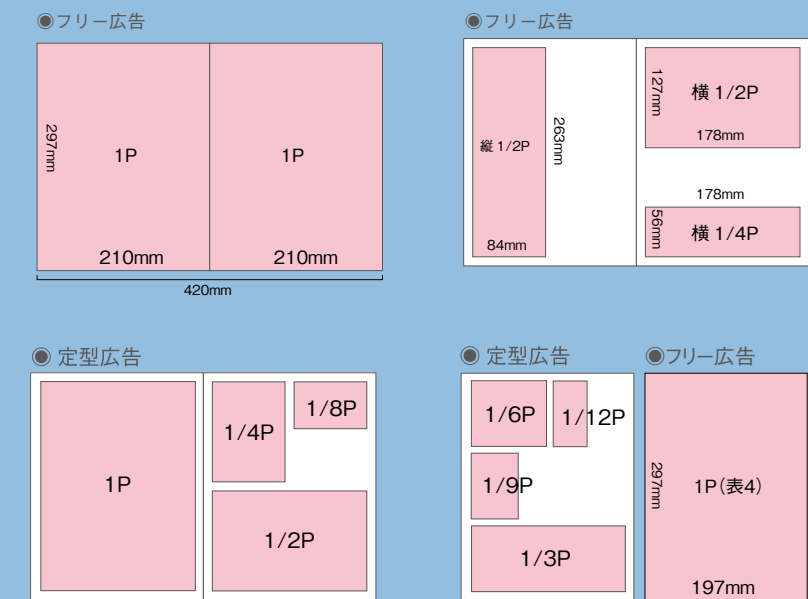 ◉フリー広告
297mm
1P
1P
210mm
210mm
420mm
◉フリー広告
縦 1/2P
263mm
84mm
127mm
横 1/2P
178mm
178mm
56mm
横 1/4P
◉ 定型広告
1P
1/4P
1/8P
1/2P
◉ 定型広告
1/6P
1/12P
1/9P
1/3P
◉フリー広告
297mm
1P(表4)
197mm